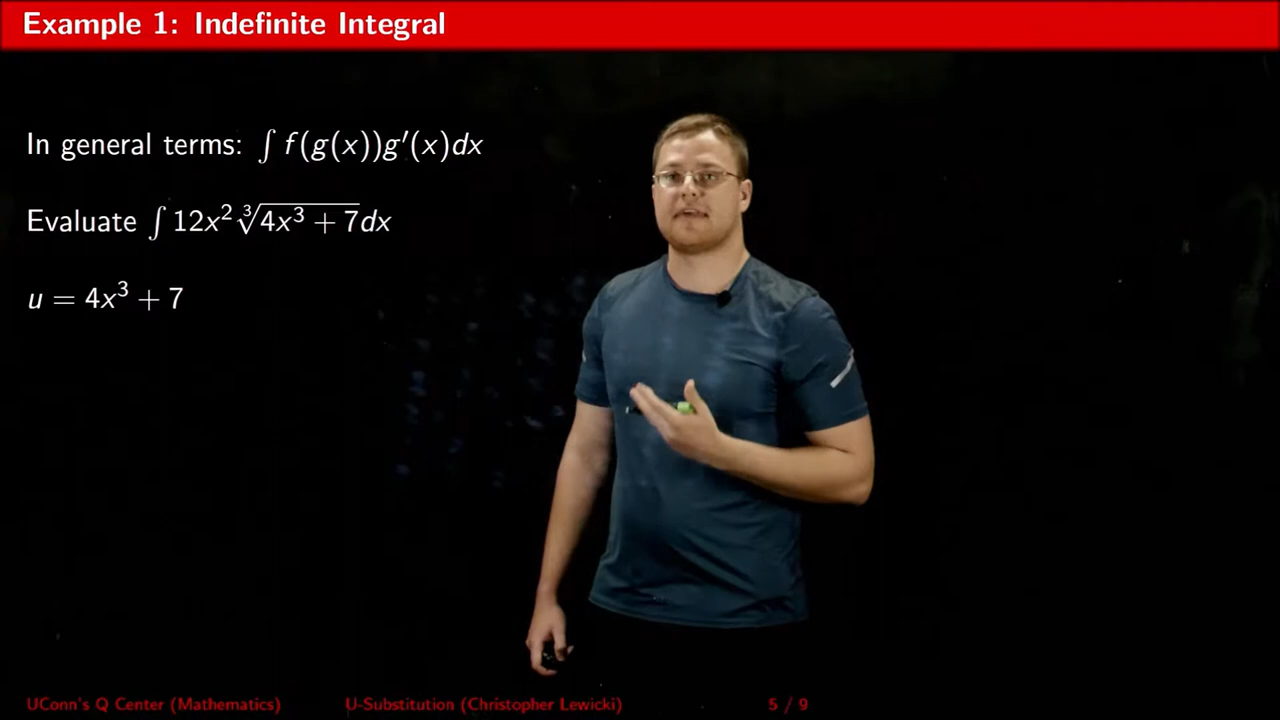 Example 1: Indefinite Integral
In general terms: ∫ f(g(x))g′(x)dx
Evaluate ∫ 12x²∛(4x³ + 7)dx
u = 4x³ + 7
UConn's Q Center (Mathematics) U-Substitution (Christopher Lewicki) 5 / 9